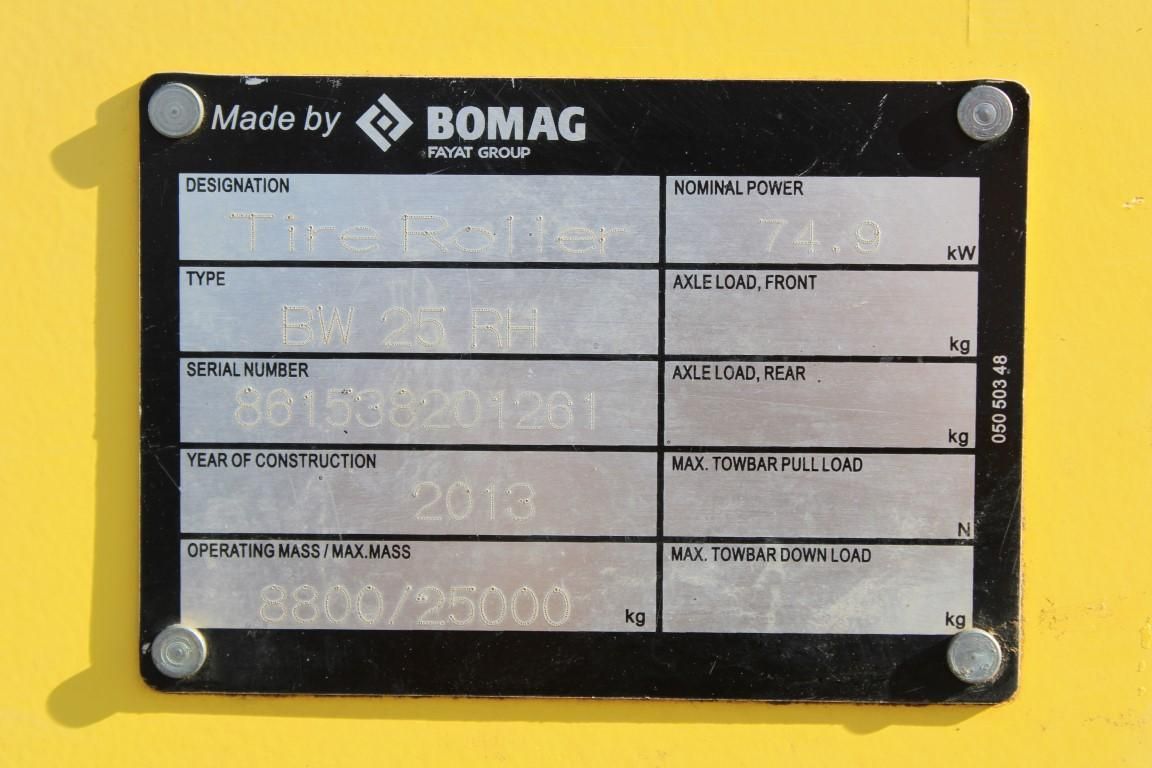 Made by BOMAG
FAYAT GROUP
DESIGNATION
Tire Roller
NOMINAL POWER
74.9 kW
TYPE
BW 25 RH
AXLE LOAD, FRONT
kg
SERIAL NUMBER
861538201261
AXLE LOAD, REAR
kg
YEAR OF CONSTRUCTION
2013
MAX. TOWBAR PULL LOAD
N
OPERATING MASS / MAX.MASS
8800/25000 kg
MAX. TOWBAR DOWN LOAD
kg
050 503 48